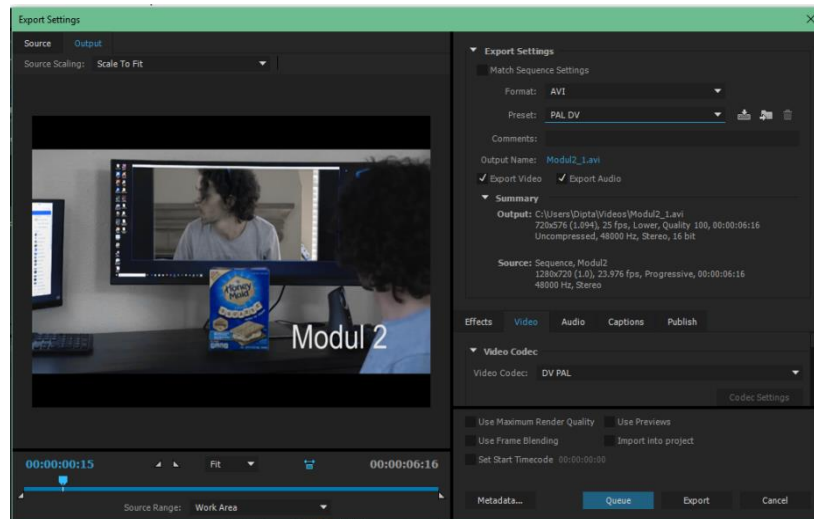 Export Settings
Source Output
Source Scaling: Scale To Fit
Honey Maid
Modul 2
00:00:00:15 Fit 00:00:06:16
Source Range: Work Area
Export Settings
Match Sequence Settings
Format: AVI
Preset: PAL DV
Comments:
Output Name: Modul2_1.avi
Export Video Export Audio
Summary
Output: C:\Users\Dipta\Videos\Modul2_1.avi
720x576 (1.094), 25 fps, Lower, Quality 100, 00:00:06:16
Uncompressed, 48000 Hz, Stereo, 16 bit
Source: Sequence, Modul2
1280x720 (1.0), 23.976 fps, Progressive, 00:00:06:16
48000 Hz, Stereo
Effects Video Audio Captions Publish
Video Codec
Video Codec: DV PAL
Codec Settings
Use Maximum Render Quality Use Previews
Use Frame Blending Import into project
Set Start Timecode 00:00:00:00
Metadata... Queue Export Cancel